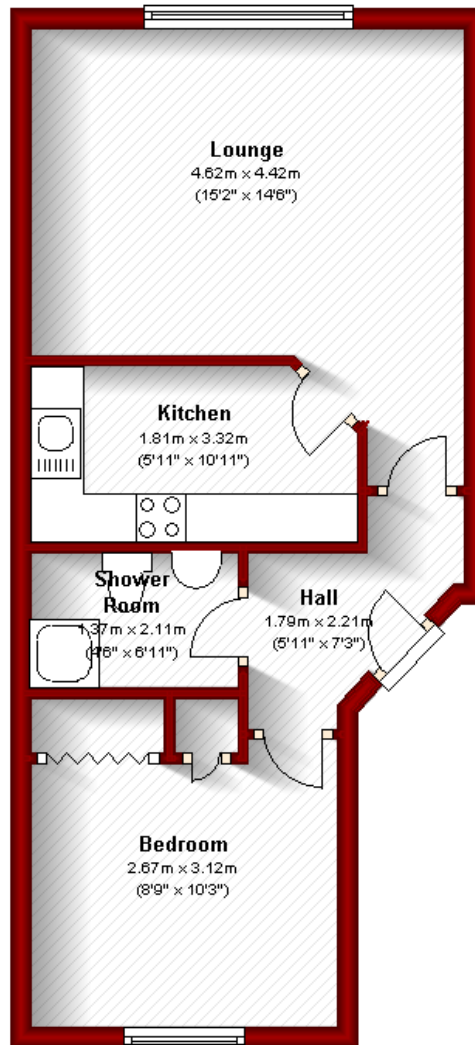 Lounge
4.62m x 4.42m
(15'2" x 14'6")
Kitchen
1.81m x 3.32m
(5'11" x 10'11")
Shower
Room
1.37m x 2.11m
(4'6" x 6'11")
Hall
1.79m x 2.21m
(5'11" x 7'3")
Bedroom
2.67m x 3.12m
(8'9" x 10'3")